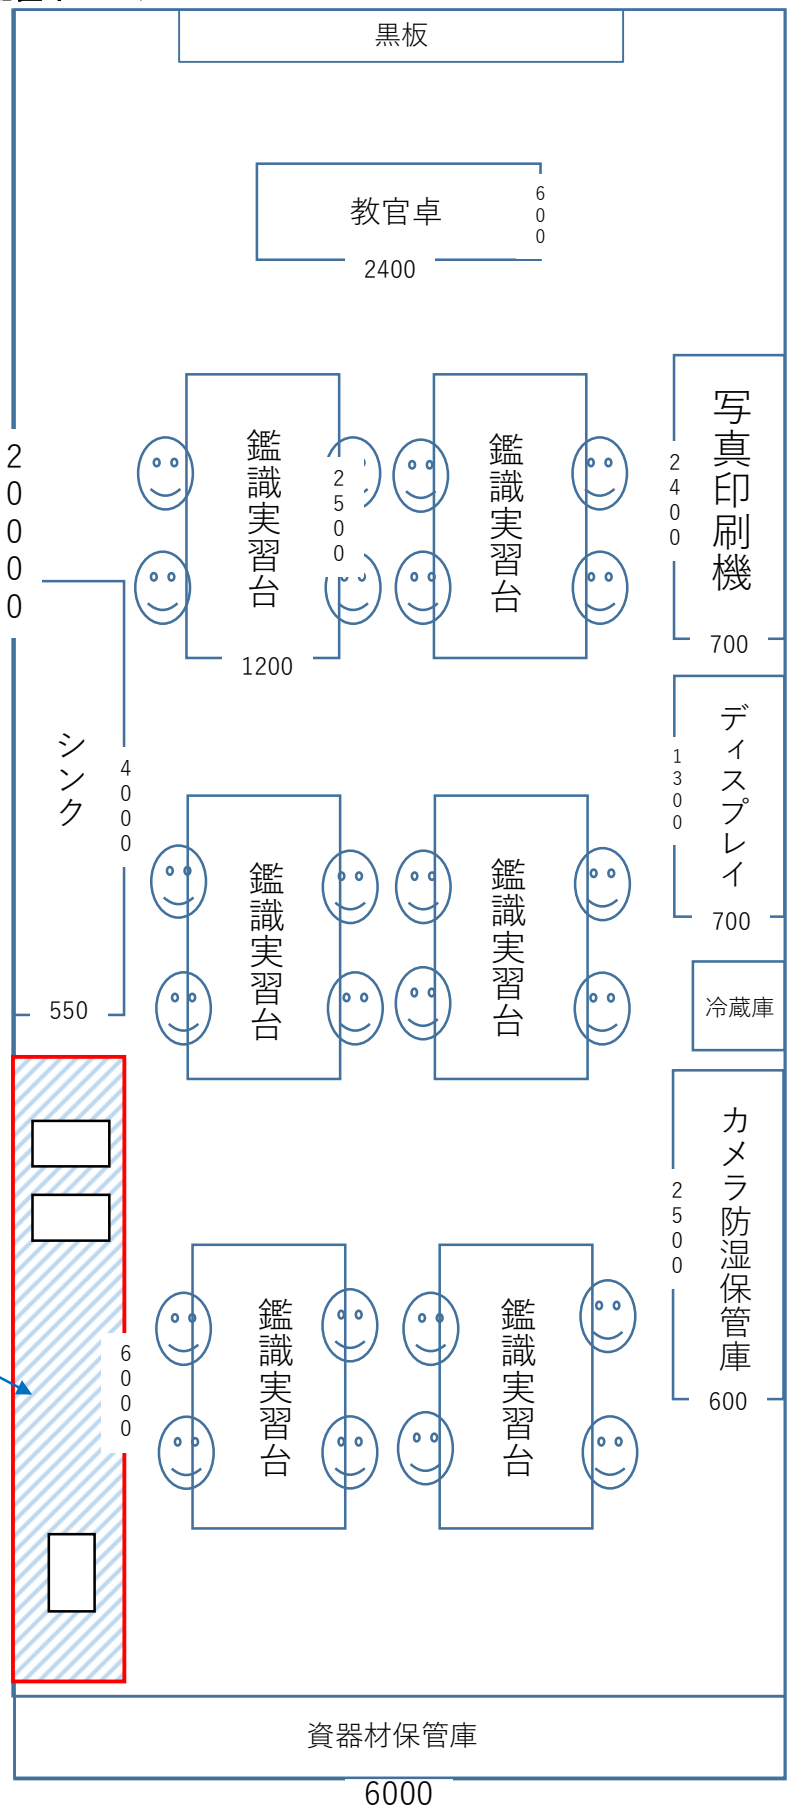 黒板
教官卓
600
2400
鑑識実習台
2500
1200
鑑識実習台
写真印刷機
2400
700
20000
シンク
4000
550
ディスプレイ
1300
700
鑑識実習台
鑑識実習台
冷蔵庫
カメラ防湿保管庫
2500
600
鑑識実習台
鑑識実習台
6000
資器材保管庫
6000